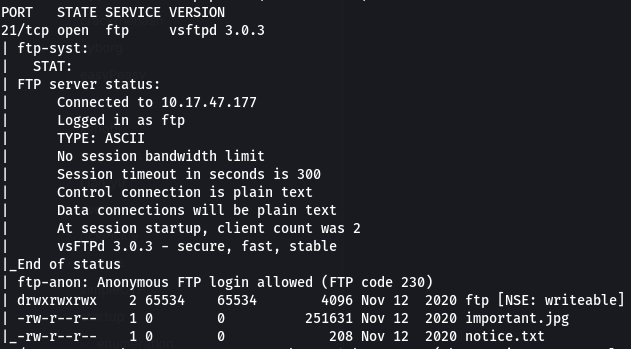 PORT   STATE SERVICE VERSION
21/tcp open  ftp     vsftpd 3.0.3
| ftp-syst:
|   STAT:
| FTP server status:
|      Connected to 10.17.47.177
|      Logged in as ftp
|      TYPE: ASCII
|      No session bandwidth limit
|      Session timeout in seconds is 300
|      Control connection is plain text
|      Data connections will be plain text
|      At session startup, client count was 2
|      vsFTPd 3.0.3 - secure, fast, stable
|_End of status
| ftp-anon: Anonymous FTP login allowed (FTP code 230)
| drwxrwxrwx    2 65534    65534        4096 Nov 12  2020 ftp [NSE: writeable]
| -rw-r--r--    1 0        0          251631 Nov 12  2020 important.jpg
|_-rw-r--r--    1 0        0             208 Nov 12  2020 notice.txt